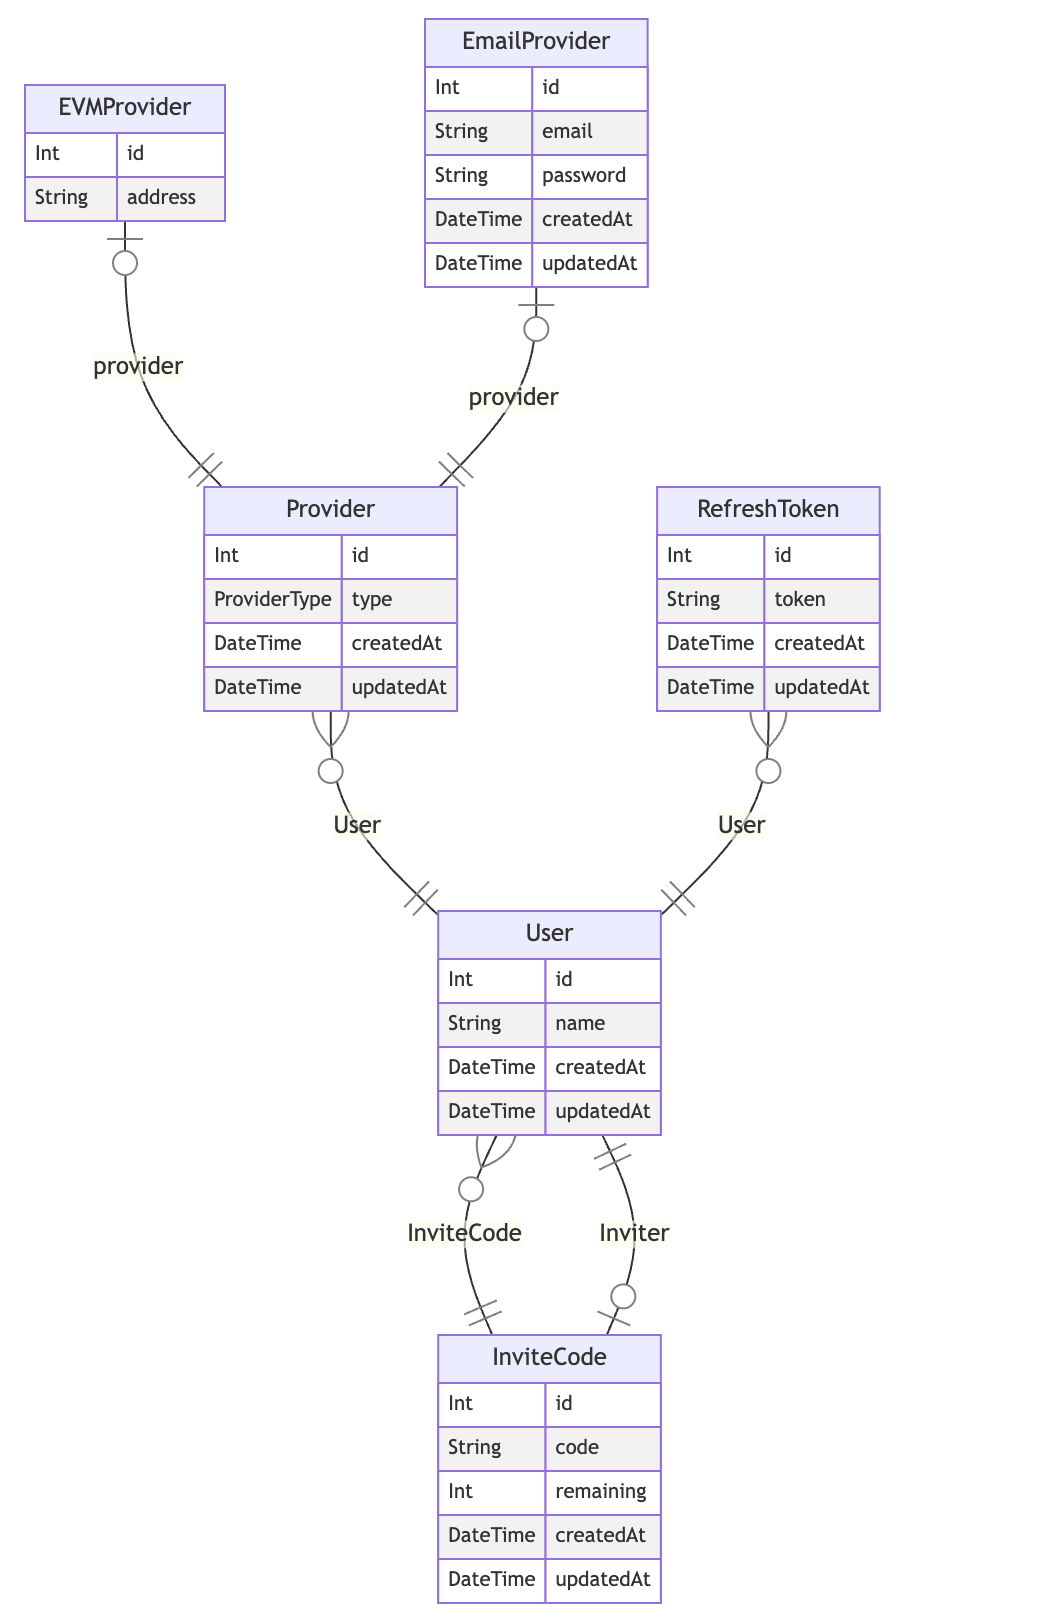 EmailProvider
Int id
String email
String password
DateTime createdAt
DateTime updatedAt
EVMProvider
Int id
String address
provider
provider
Provider
Int id
ProviderType type
DateTime createdAt
DateTime updatedAt
RefreshToken
Int id
String token
DateTime createdAt
DateTime updatedAt
User
User
User
Int id
String name
DateTime createdAt
DateTime updatedAt
InviteCode
Inviter
InviteCode
Int id
String code
Int remaining
DateTime createdAt
DateTime updatedAt